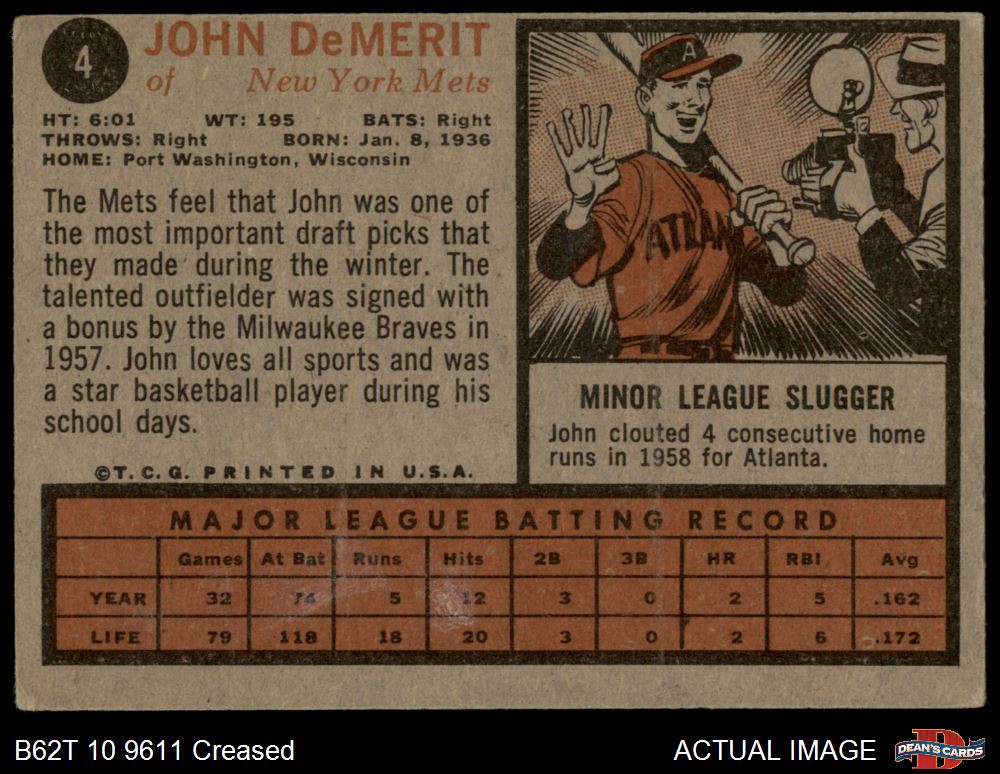 4
JOHN DeMERIT
of New York Mets
HT: 6:01 WT: 195 BATS: Right
THROWS: Right BORN: Jan. 8, 1936
HOME: Port Washington, Wisconsin
The Mets feel that John was one of
the most important draft picks that
they made during the winter. The
talented outfielder was signed with
a bonus by the Milwaukee Braves in
1957. John loves all sports and was
a star basketball player during his
school days.
©T.C.G. PRINTED IN U.S.A.
A
ATLAN
MINOR LEAGUE SLUGGER
John clouted 4 consecutive home
runs in 1958 for Atlanta.
MAJOR LEAGUE BATTING RECORD
Games At Bat Runs Hits 2B 3B HR RBI Avg
YEAR 32 74 5 12 3 0 2 5 .162
LIFE 79 118 18 20 3 0 2 6 .172
B62T 10 9611 Creased
ACTUAL IMAGE
D
DEAN'S CARDS